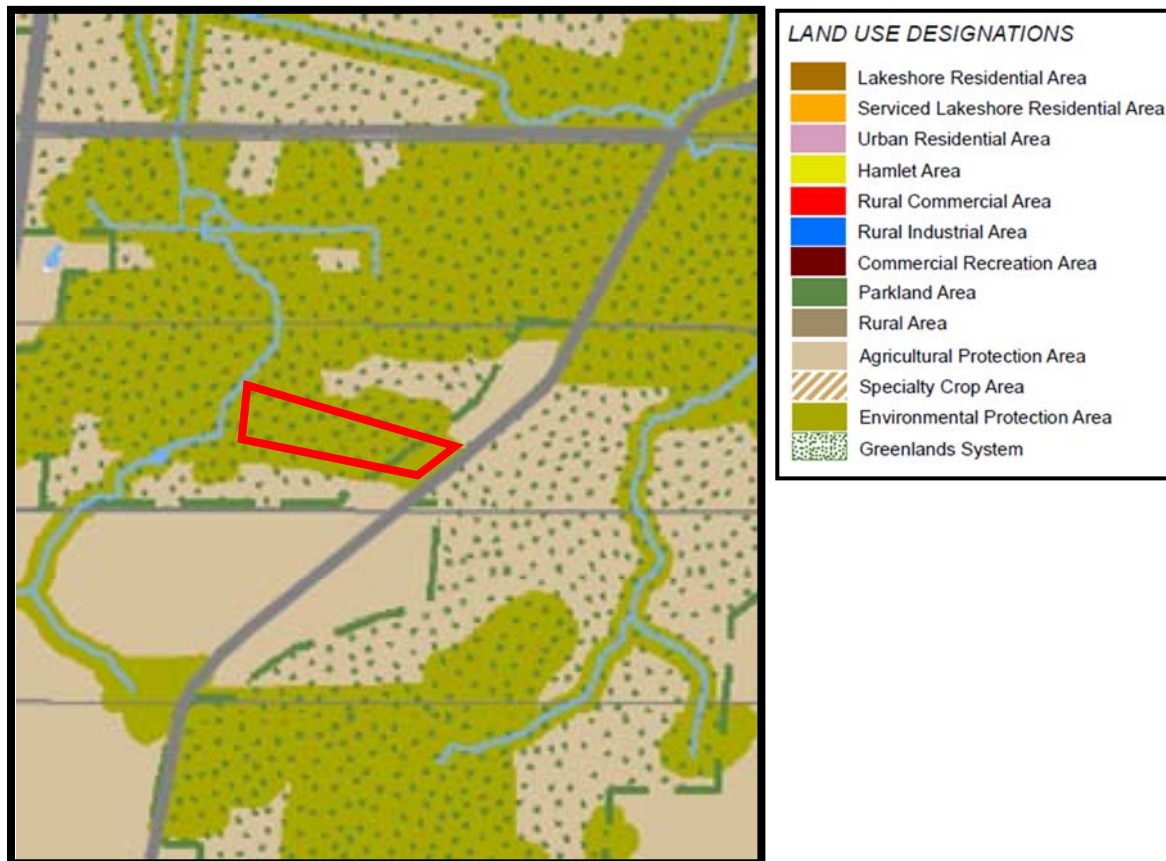 LAND USE DESIGNATIONS
Lakeshore Residential Area
Serviced Lakeshore Residential Area
Urban Residential Area
Hamlet Area
Rural Commercial Area
Rural Industrial Area
Commercial Recreation Area
Parkland Area
Rural Area
Agricultural Protection Area
Specialty Crop Area
Environmental Protection Area
Greenlands System